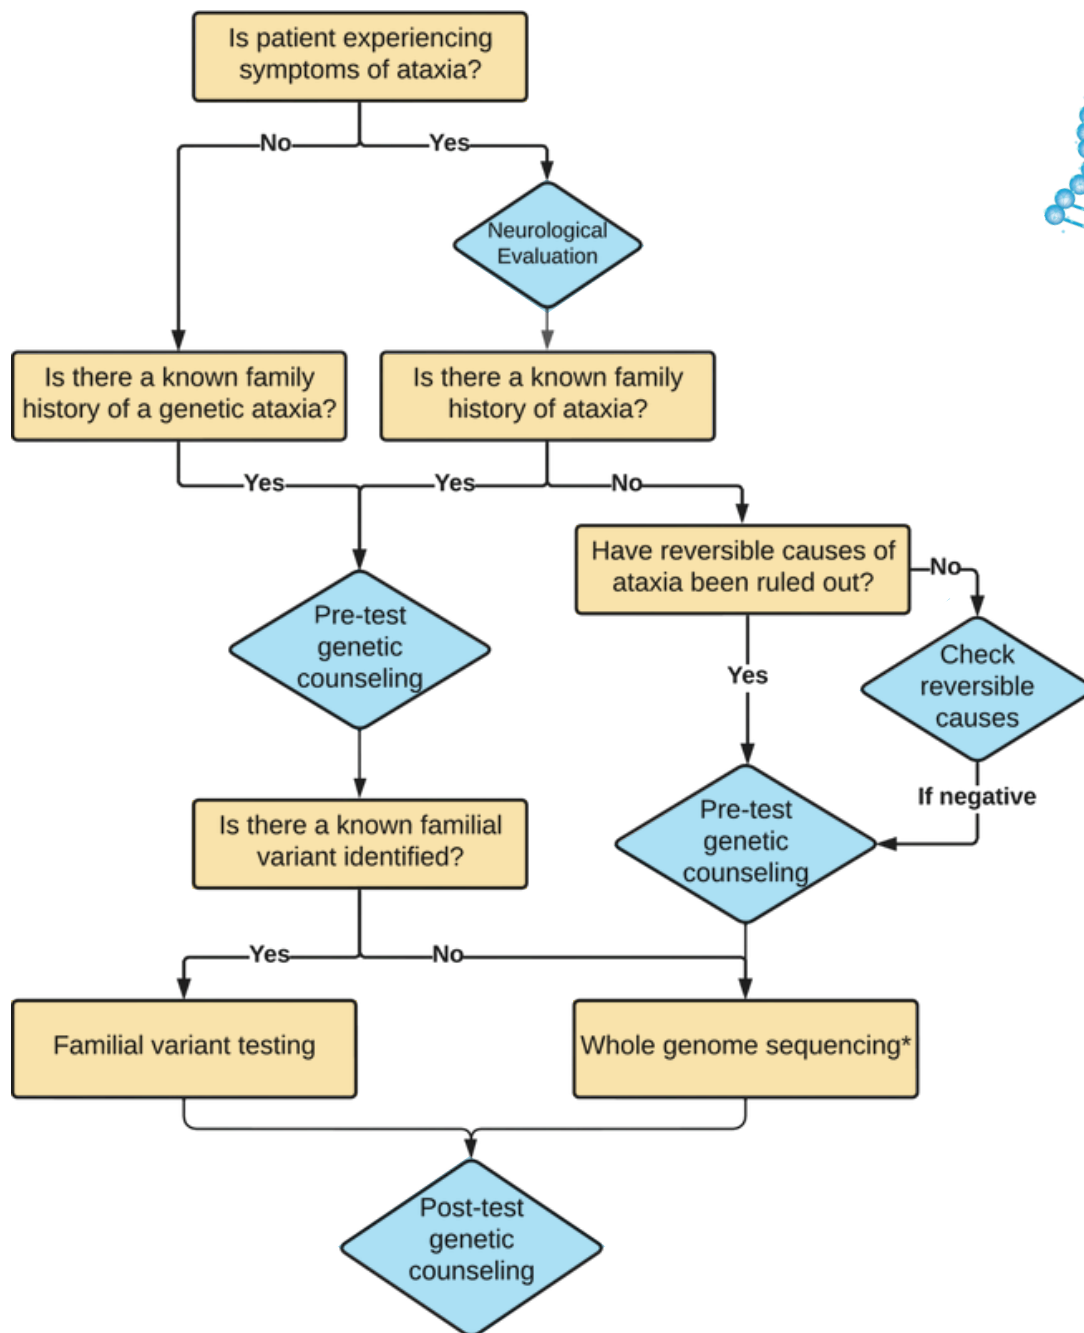 Is patient experiencing
symptoms of ataxia?
No
Yes
Neurological
Evaluation
Is there a known family
history of a genetic ataxia?
Is there a known family
history of ataxia?
Yes
Yes
No
Have reversible causes of
ataxia been ruled out?
No
Pre-test
genetic
counseling
Yes
Check
reversible
causes
If negative
Is there a known familial
variant identified?
Pre-test
genetic
counseling
Yes
No
Familial variant testing
Whole genome sequencing*
Post-test
genetic
counseling